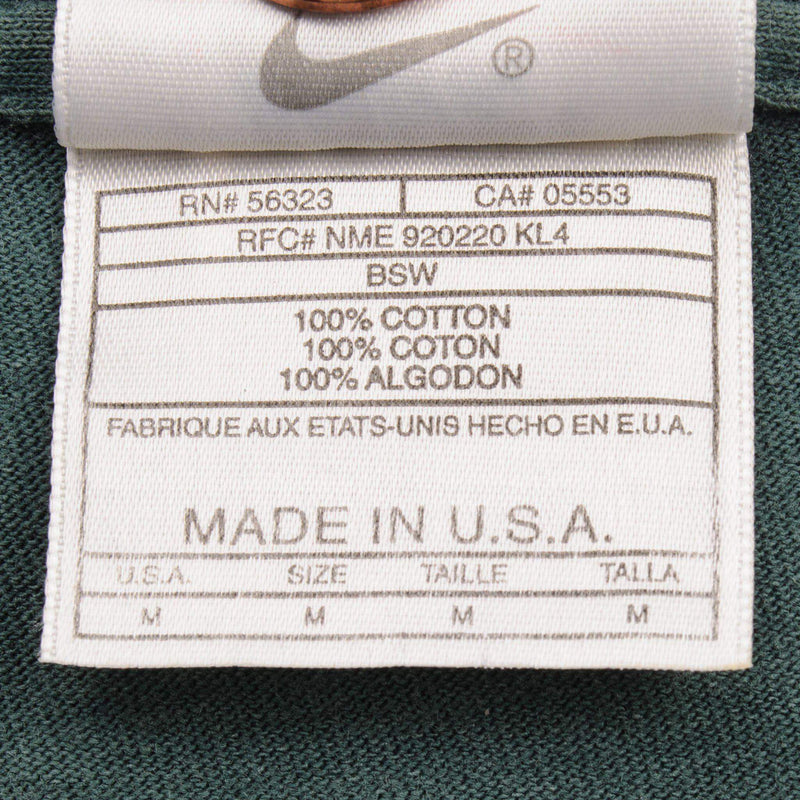 ®
RN# 56323 CA# 05553
RFC# NME 920220 KL4
BSW
100% COTTON
100% COTON
100% ALGODON
FABRIQUE AUX ETATS-UNIS HECHO EN E.U.A.
MADE IN U.S.A.
U.S.A. SIZE TAILLE TALLA
M M M M